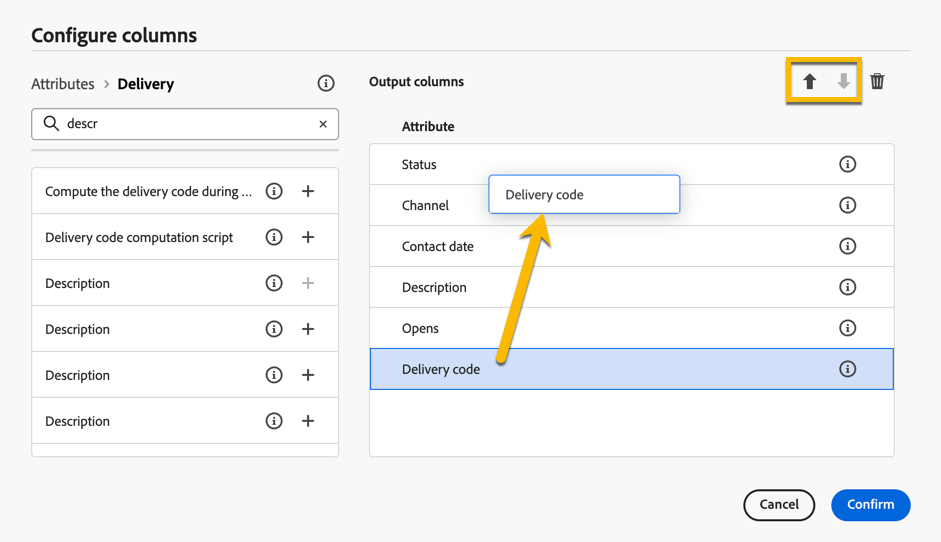 Configure columns
Attributes > Delivery
descr
Compute the delivery code during ...
Delivery code computation script
Description
Description
Description
Description
Output columns
Attribute
Status
Delivery code
Channel
Contact date
Description
Opens
Delivery code
Cancel
Confirm